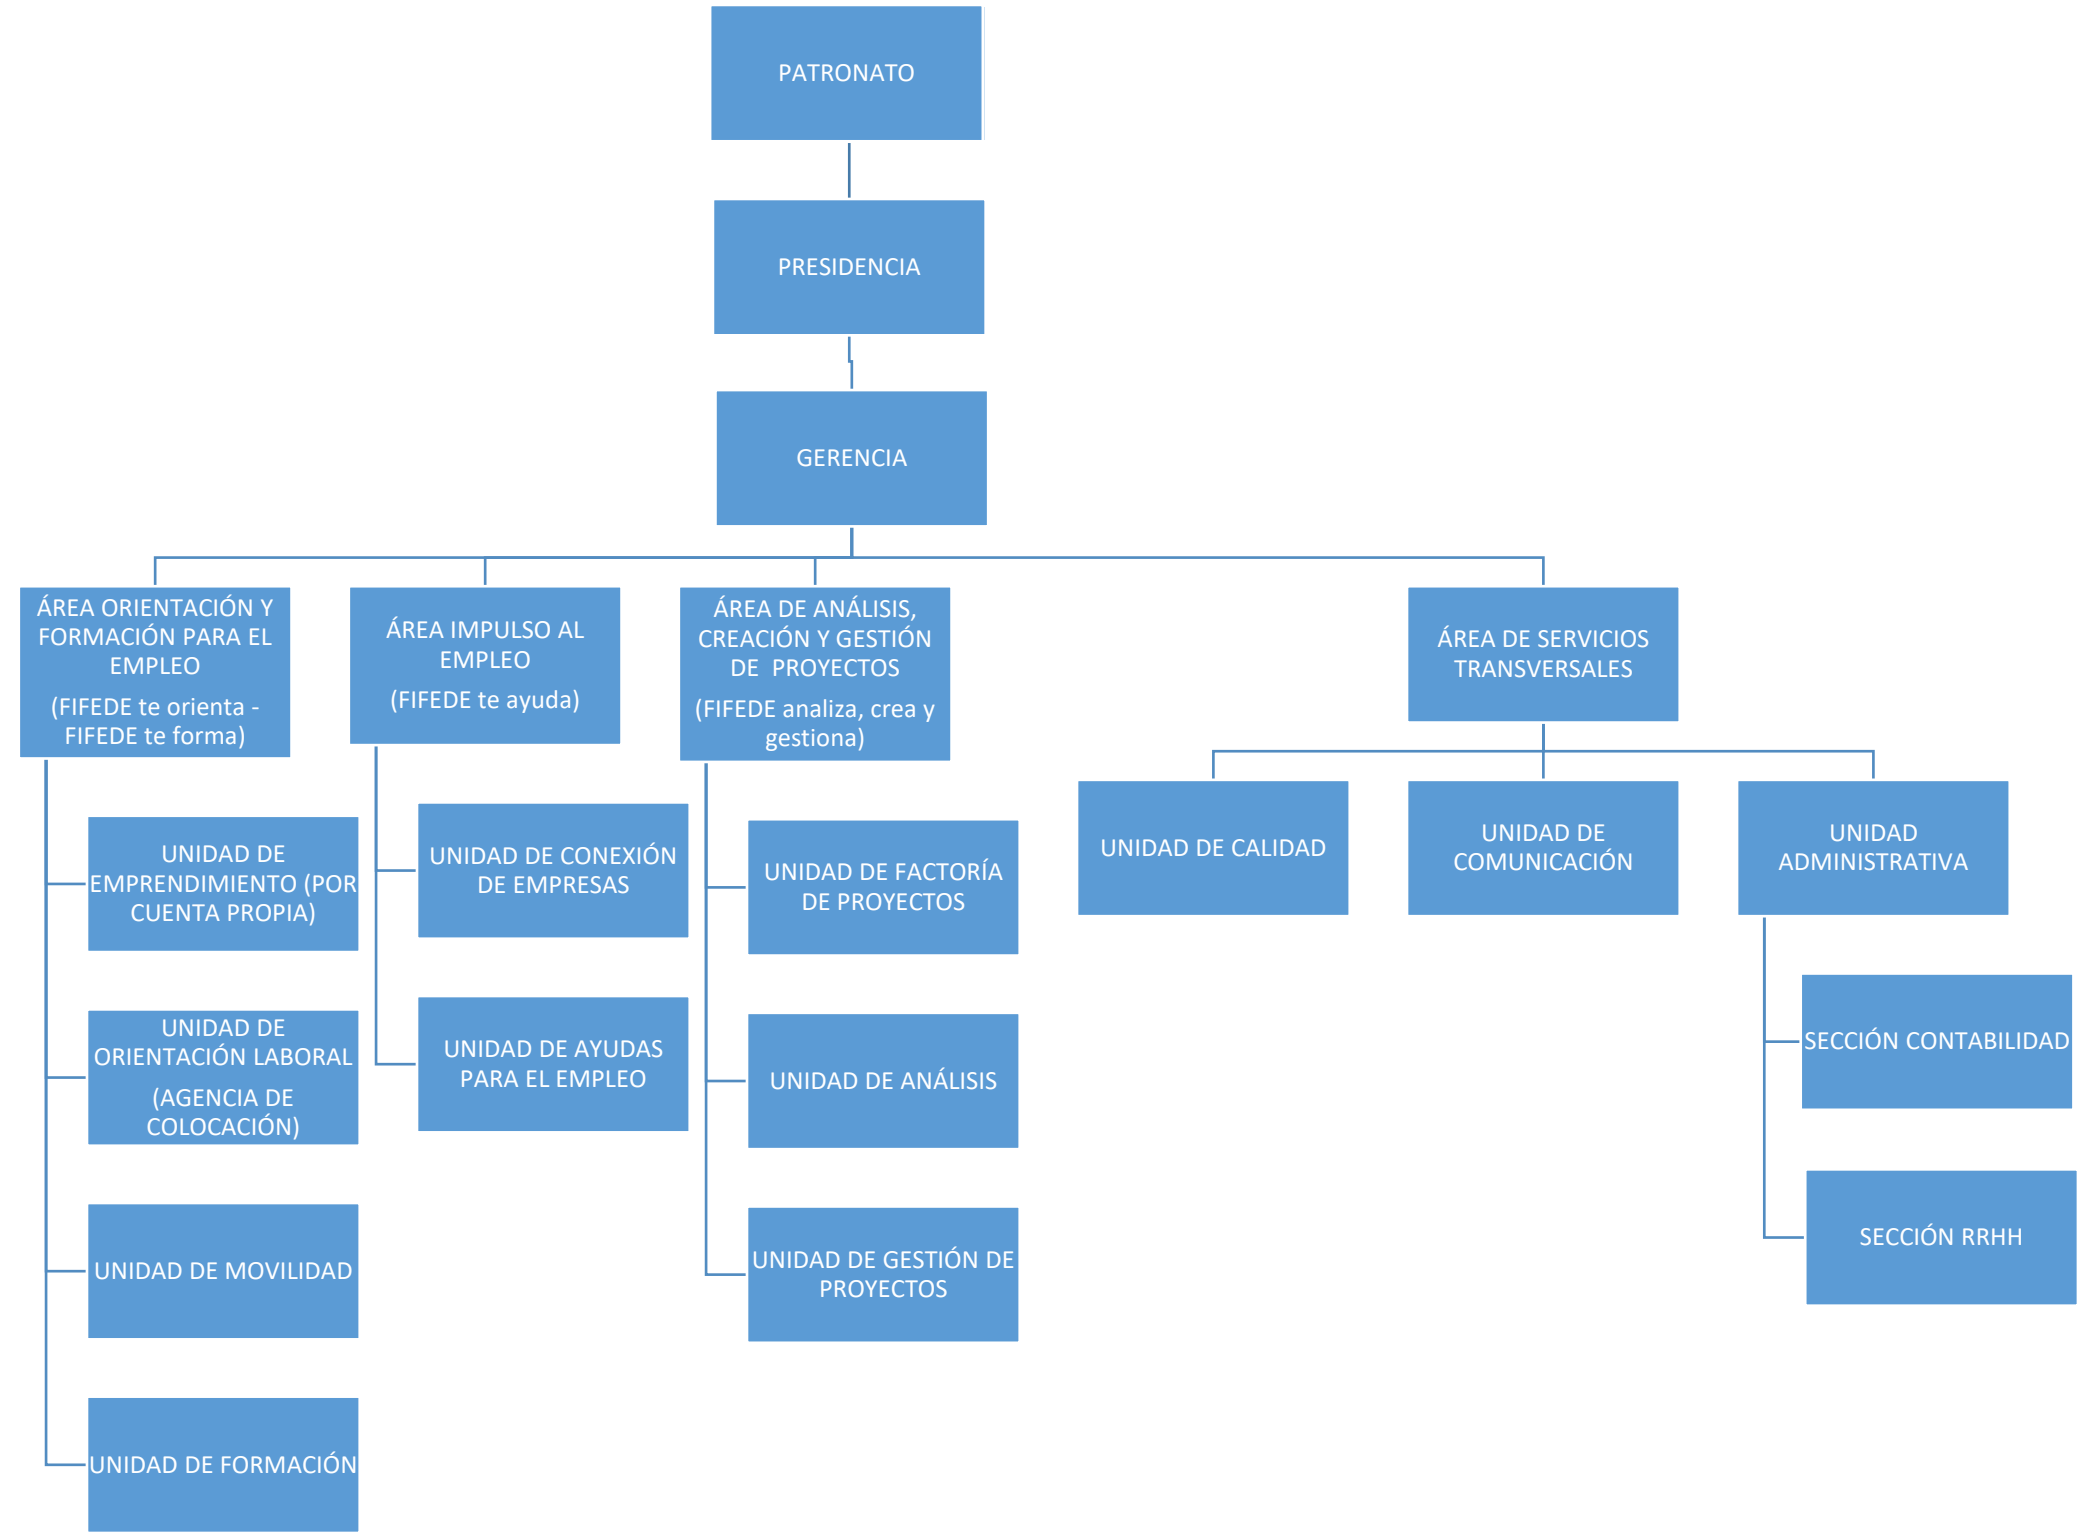 PATRONATO
PRESIDENCIA
GERENCIA
ÁREA ORIENTACIÓN Y
FORMACIÓN PARA EL
EMPLEO
(FIFEDE te orienta -
FIFEDE te forma)
UNIDAD DE
EMPRENDIMIENTO (POR
CUENTA PROPIA)
UNIDAD DE
ORIENTACIÓN LABORAL
(AGENCIA DE
COLOCACIÓN)
UNIDAD DE MOVILIDAD
UNIDAD DE FORMACIÓN
ÁREA IMPULSO AL
EMPLEO
(FIFEDE te ayuda)
UNIDAD DE CONEXIÓN
DE EMPRESAS
UNIDAD DE AYUDAS
PARA EL EMPLEO
ÁREA DE ANÁLISIS,
CREACIÓN Y GESTIÓN
DE  PROYECTOS
(FIFEDE analiza, crea y
gestiona)
UNIDAD DE FACTORÍA
DE PROYECTOS
UNIDAD DE ANÁLISIS
UNIDAD DE GESTIÓN DE
PROYECTOS
ÁREA DE SERVICIOS
TRANSVERSALES
UNIDAD DE CALIDAD
UNIDAD DE
COMUNICACIÓN
UNIDAD
ADMINISTRATIVA
SECCIÓN CONTABILIDAD
SECCIÓN RRHH